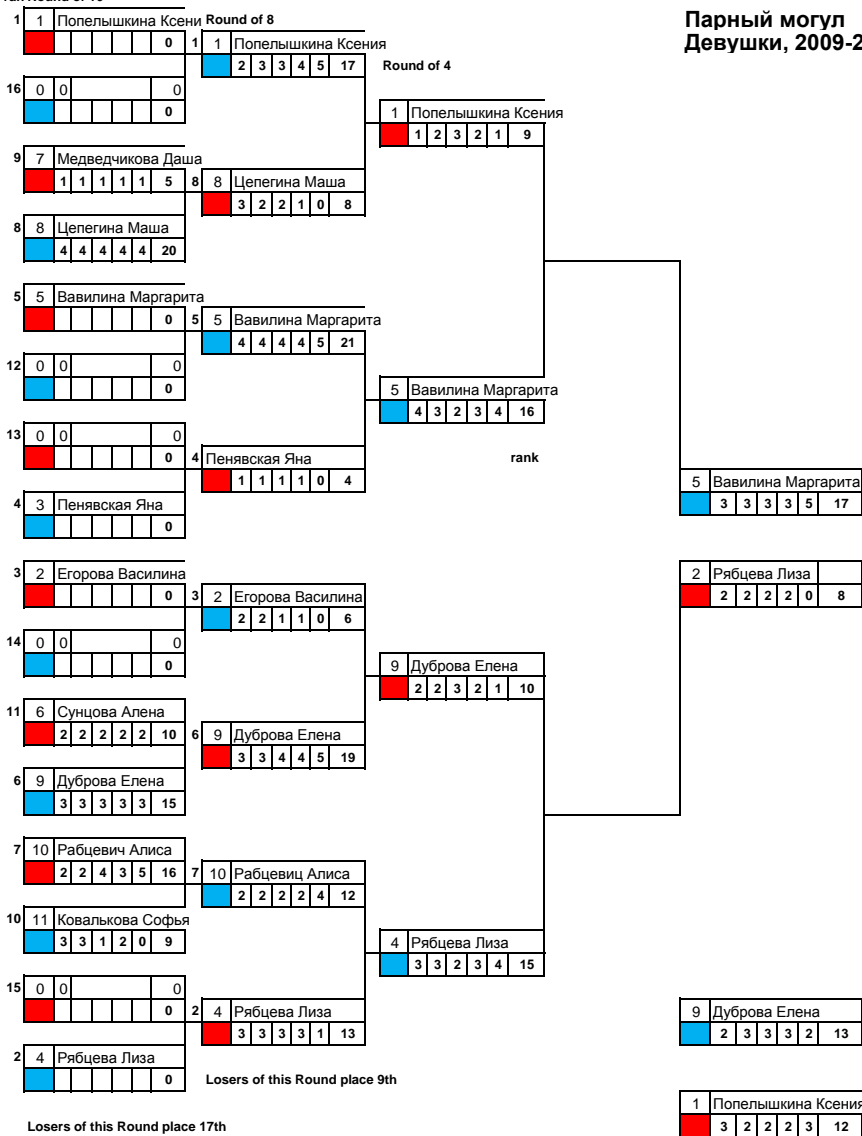 Парный могул
Девушки, 2009-2
1 1 Попелышкина Ксени Round of 8
0 1 1 Попелышкина Ксения
2 3 3 4 5 17 Round of 4
16 0 0 0
0
1 Попелышкина Ксения
1 2 3 2 1 9
9 7 Медведчикова Даша
1 1 1 1 1 5 8 8 Цепегина Маша
3 2 2 1 0 8
8 8 Цепегина Маша
4 4 4 4 4 20
5 5 Вавилина Маргарита
0 5 5 Вавилина Маргарита
4 4 4 4 5 21
12 0 0 0
0
5 Вавилина Маргарита
4 3 2 3 4 16
13 0 0 0
0 4 Пенявская Яна rank
1 1 1 1 0 4
5 Вавилина Маргарита
3 3 3 3 5 17
4 3 Пенявская Яна
0
3 2 Егорова Василина
0 3 2 Егорова Василина
2 2 1 1 0 6
2 Рябцева Лиза
2 2 2 2 0 8
14 0 0 0
0
9 Дуброва Елена
2 2 3 2 1 10
11 6 Сунцова Алена
2 2 2 2 2 10 6 9 Дуброва Елена
3 3 4 4 5 19
6 9 Дуброва Елена
3 3 3 3 3 15
7 10 Рабцевич Алиса
2 2 4 3 5 16 7 10 Рабцевиц Алиса
2 2 2 2 4 12
10 11 Ковалькова Софья
3 3 1 2 0 9
4 Рябцева Лиза
3 3 2 3 4 15
15 0 0 0
0 2 4 Рябцева Лиза
3 3 3 3 1 13
9 Дуброва Елена
2 3 3 3 2 13
2 4 Рябцева Лиза
0 Losers of this Round place 9th
1 Попелышкина Ксения
3 2 2 2 3 12
Losers of this Round place 17th